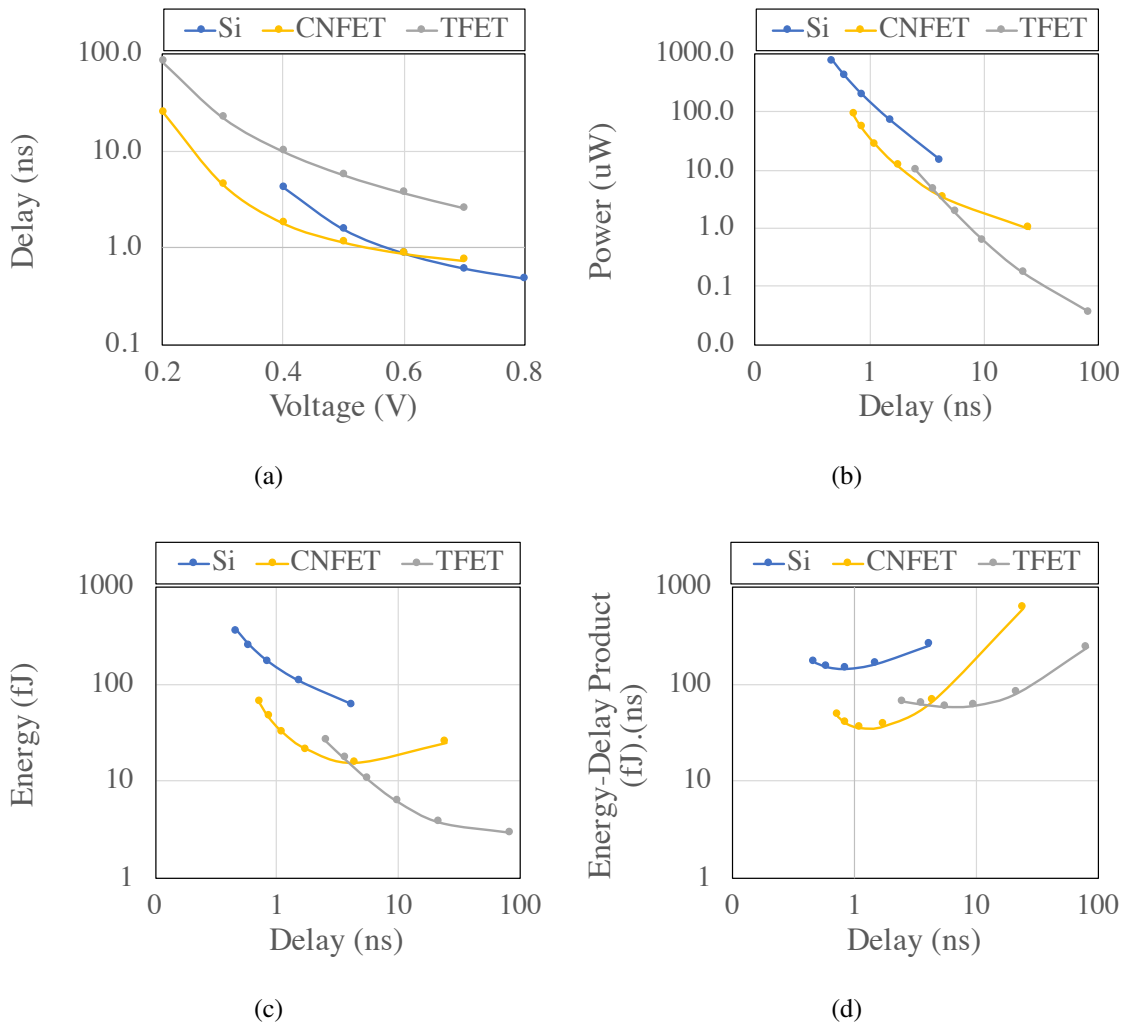 Si CNFET TFET
100.0
10.0
1.0
0.1
0.2 0.4 0.6 0.8
Delay (ns)
Voltage (V)
(a)
Si CNFET TFET
1000.0
100.0
10.0
1.0
0.1
0.0
0 1 10 100
Power (uW)
Delay (ns)
(b)
Si CNFET TFET
1000
100
10
1
0 1 10 100
Energy (fJ)
Delay (ns)
(c)
Si CNFET TFET
1000
100
10
1
0 1 10 100
Energy-Delay Product
(fJ).(ns)
Delay (ns)
(d)